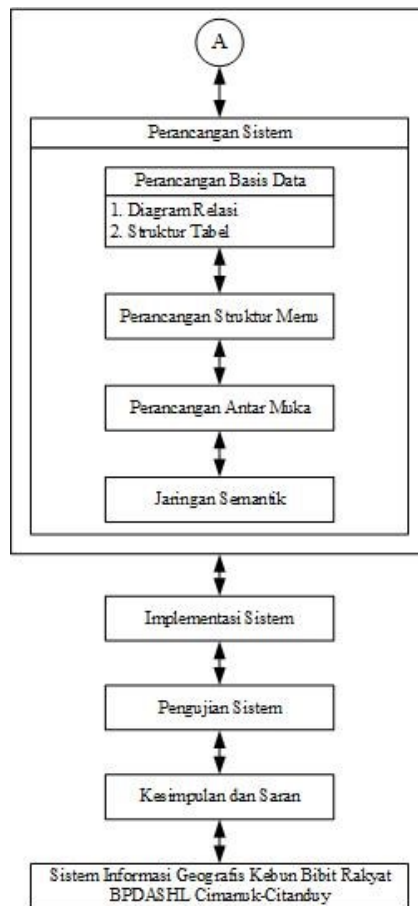 A
Perancangan Sistem
Perancangan Basis Data
1. Diagram Relasi
2. Struktur Tabel
Perancangan Struktur Menu
Perancangan Antar Muka
Jaringan Semantik
Implementasi Sistem
Pengujian Sistem
Kesimpulan dan Saran
Sistem Informasi Geografis Kebun Bibit Rakyat
BPDASHL Cimanuk-Citanduy